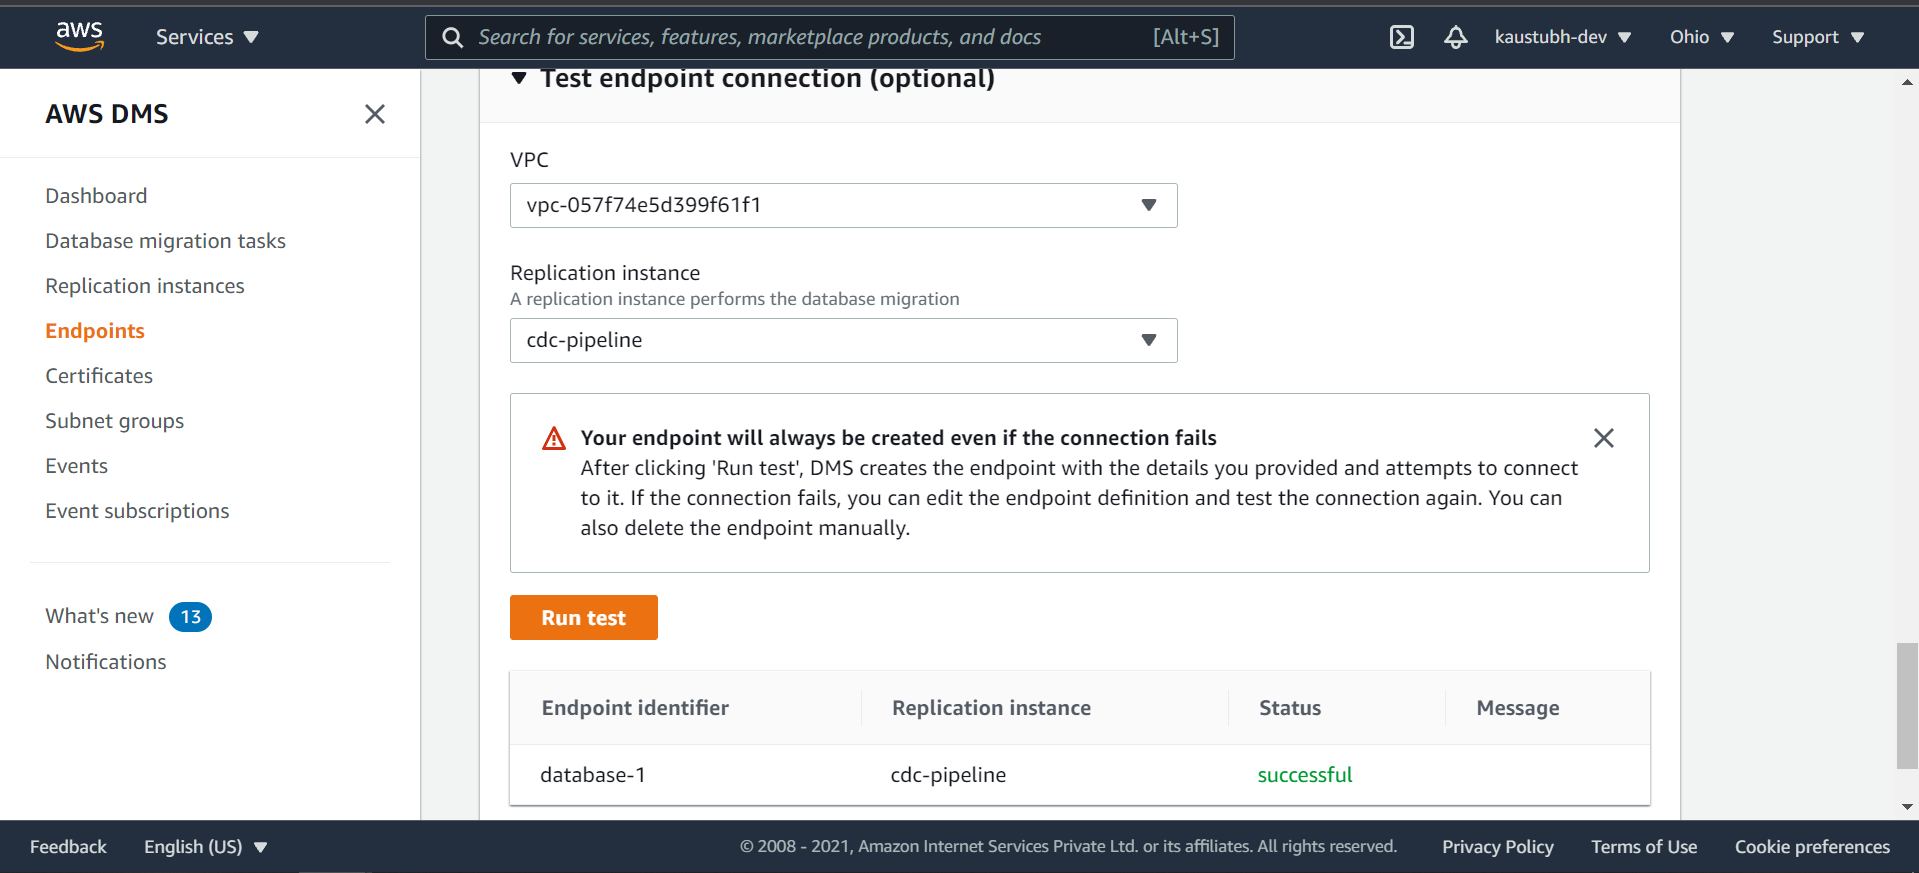 aws
Services
Search for services, features, marketplace products, and docs
[Alt+S]
kaustubh-dev
Ohio
Support
AWS DMS
Dashboard
Database migration tasks
Replication instances
Endpoints
Certificates
Subnet groups
Events
Event subscriptions
What's new 13
Notifications
Test endpoint connection (optional)
VPC
vpc-057f74e5d399f61f1
Replication instance
A replication instance performs the database migration
cdc-pipeline
Your endpoint will always be created even if the connection fails
After clicking 'Run test', DMS creates the endpoint with the details you provided and attempts to connect
to it. If the connection fails, you can edit the endpoint definition and test the connection again. You can
also delete the endpoint manually.
Run test
Endpoint identifier Replication instance Status Message
database-1 cdc-pipeline successful
Feedback
English (US)
© 2008 - 2021, Amazon Internet Services Private Ltd. or its affiliates. All rights reserved.
Privacy Policy
Terms of Use
Cookie preferences